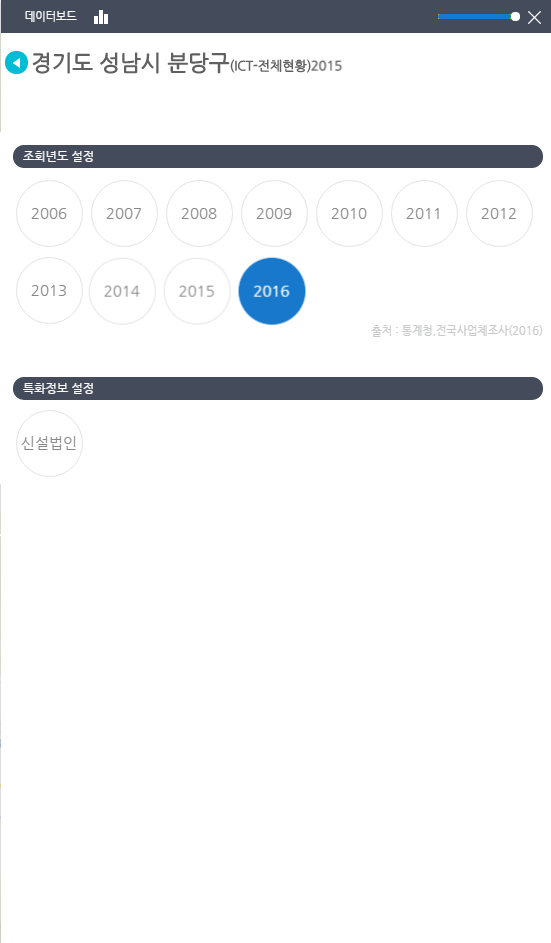 데이터보드
경기도 성남시 분당구(ICT-전체현황)2015
조회년도 설정
2006 2007 2008 2009 2010 2011 2012
2013 2014 2015 2016
출처 : 통계청,전국사업체조사(2016)
특화정보 설정
신설법인